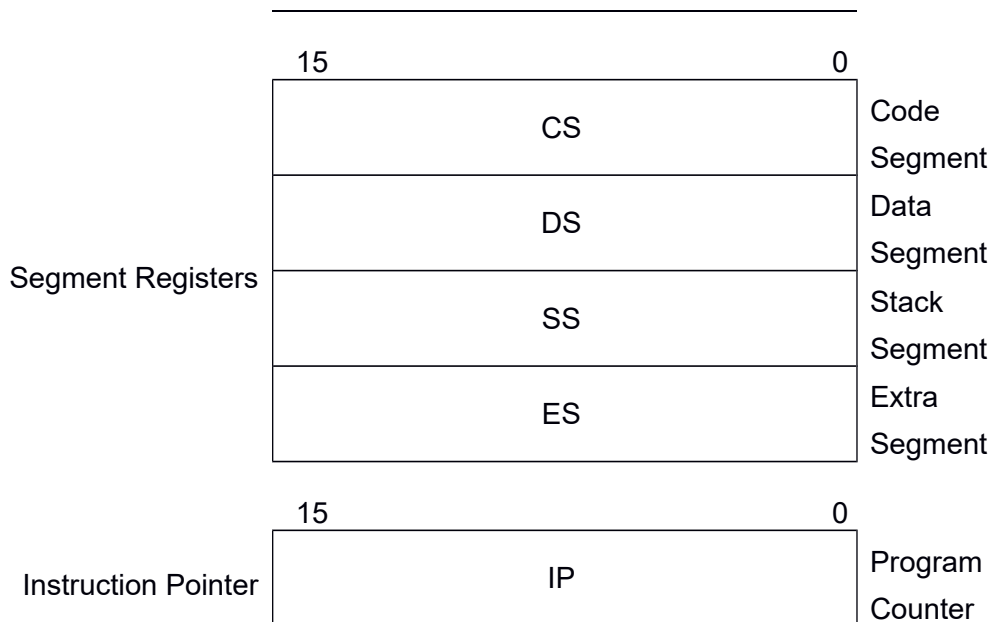 15 0
CS
Code
Segment
DS
Data
Segment
Segment Registers
SS
Stack
Segment
ES
Extra
Segment
15 0
Instruction Pointer
IP
Program
Counter